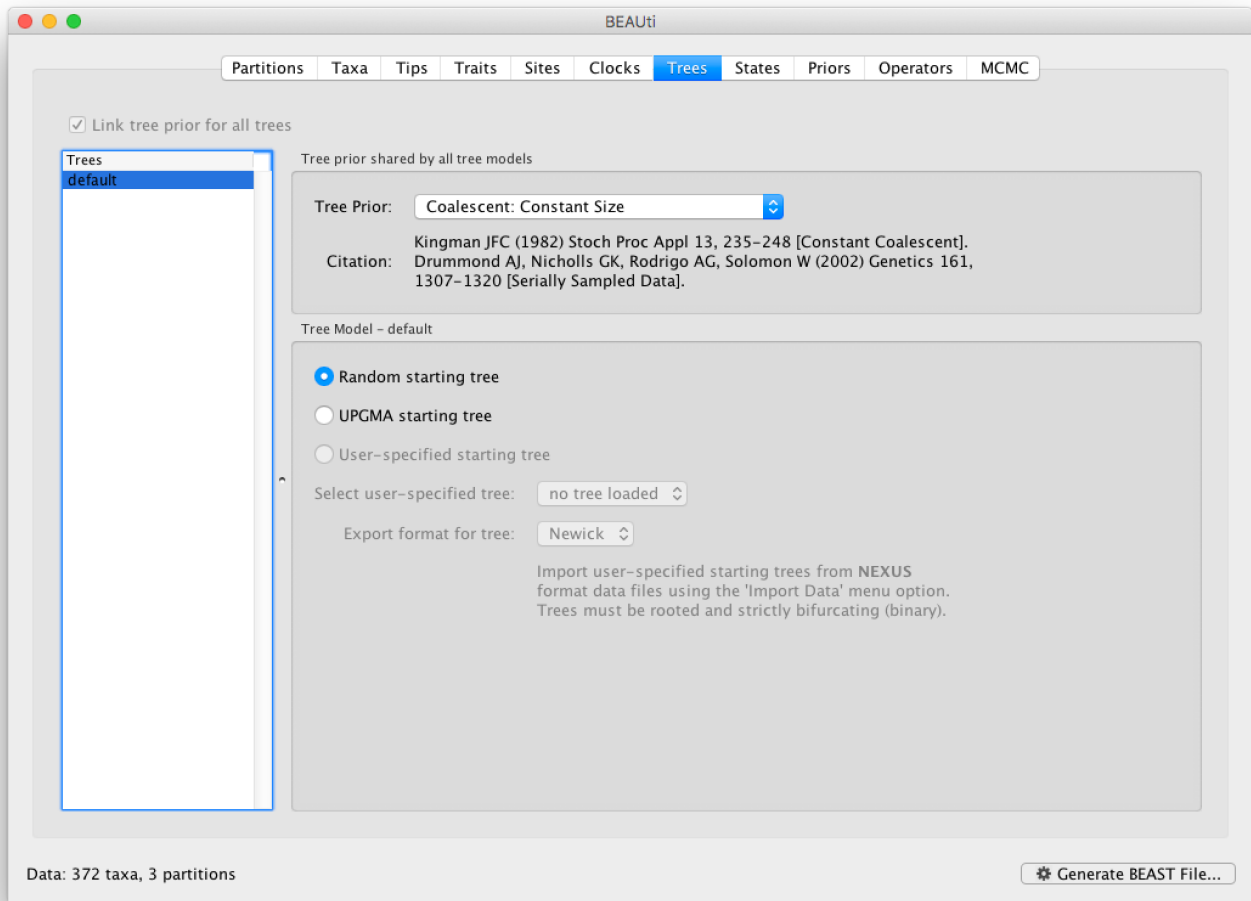 BEAUti
Partitions Taxa Tips Traits Sites Clocks Trees States Priors Operators MCMC
Link tree prior for all trees
Trees
default
Tree prior shared by all tree models
Tree Prior: Coalescent: Constant Size
Citation:
Kingman JFC (1982) Stoch Proc Appl 13, 235-248 [Constant Coalescent].
Drummond AJ, Nicholls GK, Rodrigo AG, Solomon W (2002) Genetics 161,
1307-1320 [Serially Sampled Data].
Tree Model - default
Random starting tree
UPGMA starting tree
User-specified starting tree
Select user-specified tree: no tree loaded
Export format for tree: Newick
Import user-specified starting trees from NEXUS
format data files using the 'Import Data' menu option.
Trees must be rooted and strictly bifurcating (binary).
Data: 372 taxa, 3 partitions
Generate BEAST File...